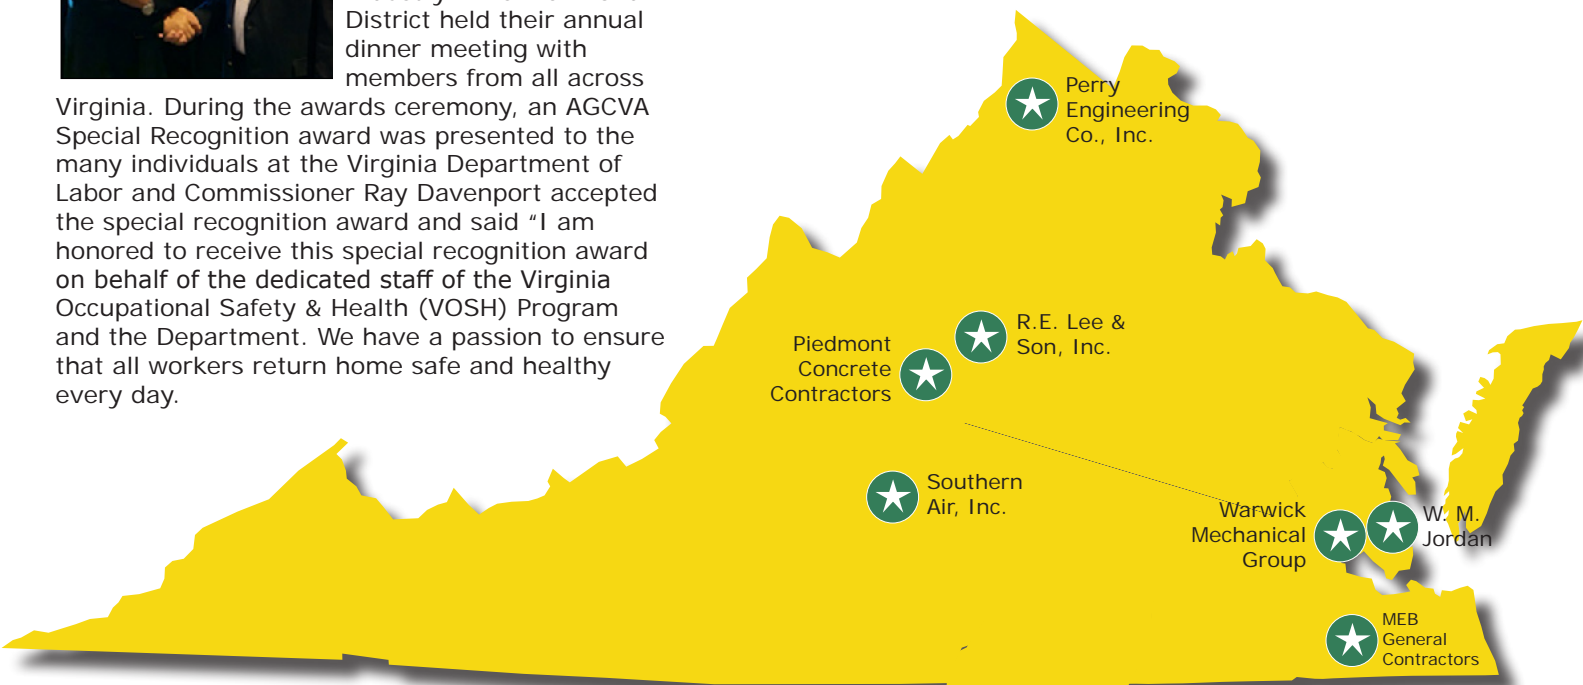 District held their annual
dinner meeting with
members from all across
Virginia. During the awards ceremony, an AGCVA
Special Recognition award was presented to the
many individuals at the Virginia Department of
Labor and Commissioner Ray Davenport accepted
the special recognition award and said “I am
honored to receive this special recognition award
on behalf of the dedicated staff of the Virginia
Occupational Safety & Health (VOSH) Program
and the Department. We have a passion to ensure
that all workers return home safe and healthy
every day.
Perry
Engineering
Co., Inc.
R.E. Lee &
Son, Inc.
Piedmont
Concrete
Contractors
Southern
Air, Inc.
Warwick
Mechanical
Group
W. M.
Jordan
MEB
General
Contractors